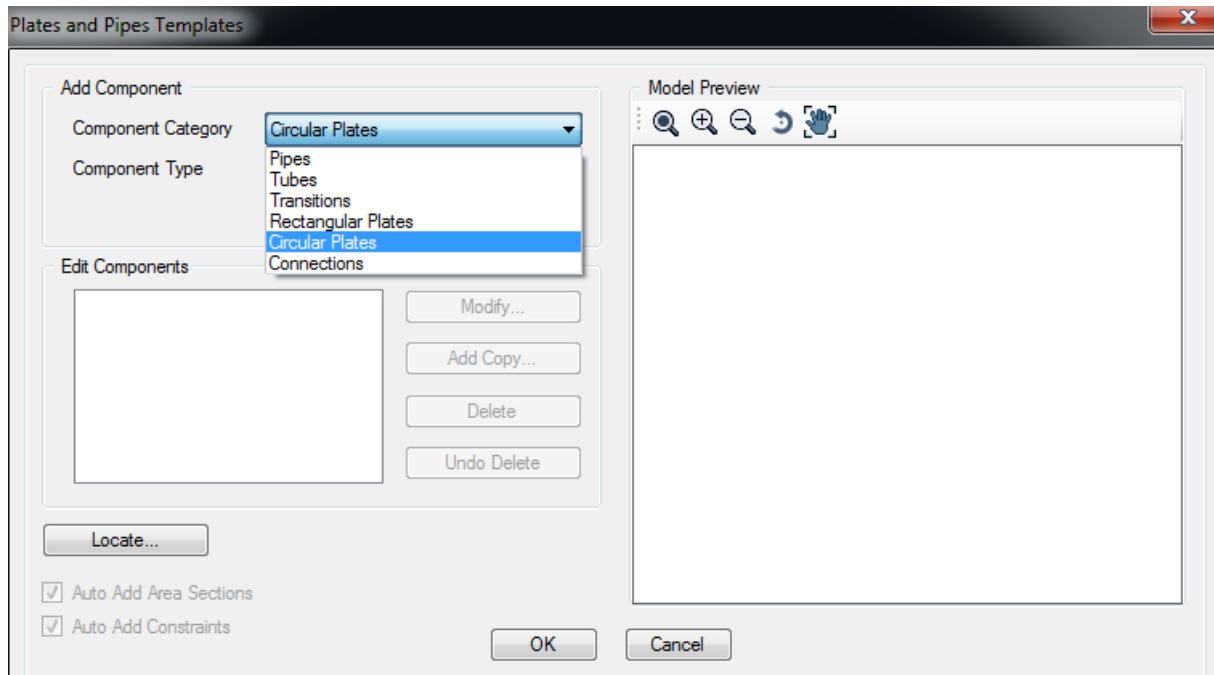 Plates and Pipes Templates
X
Add Component
Component Category
Circular Plates
Component Type
Pipes
Tubes
Transitions
Rectangular Plates
Circular Plates
Connections
Edit Components
Modify...
Add Copy...
Delete
Undo Delete
Locate...
Auto Add Area Sections
Auto Add Constraints
OK
Cancel
Model Preview